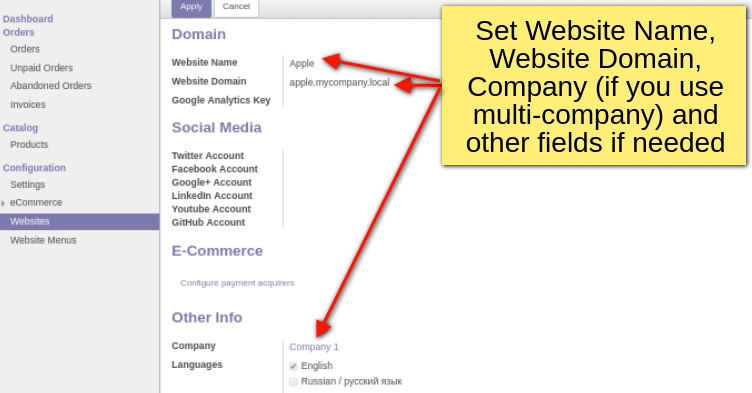 Apply Cancel
Dashboard
Orders
Orders
Unpaid Orders
Abandoned Orders
Invoices
Catalog
Products
Configuration
Settings
eCommerce
Websites
Website Menus
Domain
Website Name Apple
Website Domain apple.mycompany.local
Google Analytics Key
Social Media
Twitter Account
Facebook Account
Google+ Account
LinkedIn Account
Youtube Account
GitHub Account
E-Commerce
Configure payment acquirers
Other Info
Company Company 1
Languages English
Russian / русский язык
Set Website Name,
Website Domain,
Company (if you use
multi-company) and
other fields if needed